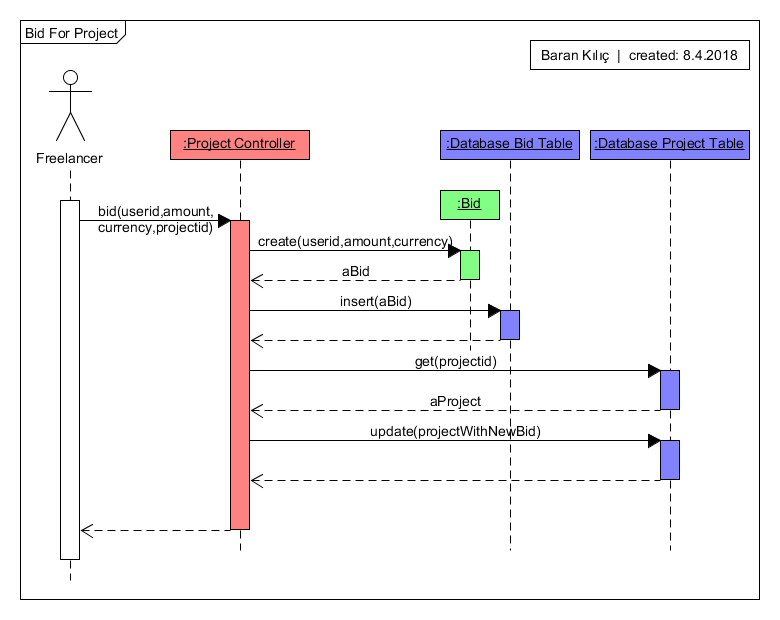 Bid For Project
Baran Kılıç | created: 8.4.2018
Freelancer
:Project Controller
:Database Bid Table
:Database Project Table
:Bid
bid(userid,amount,
currency,projectid)
create(userid,amount,currency)
aBid
insert(aBid)
get(projectid)
aProject
update(projectWithNewBid)